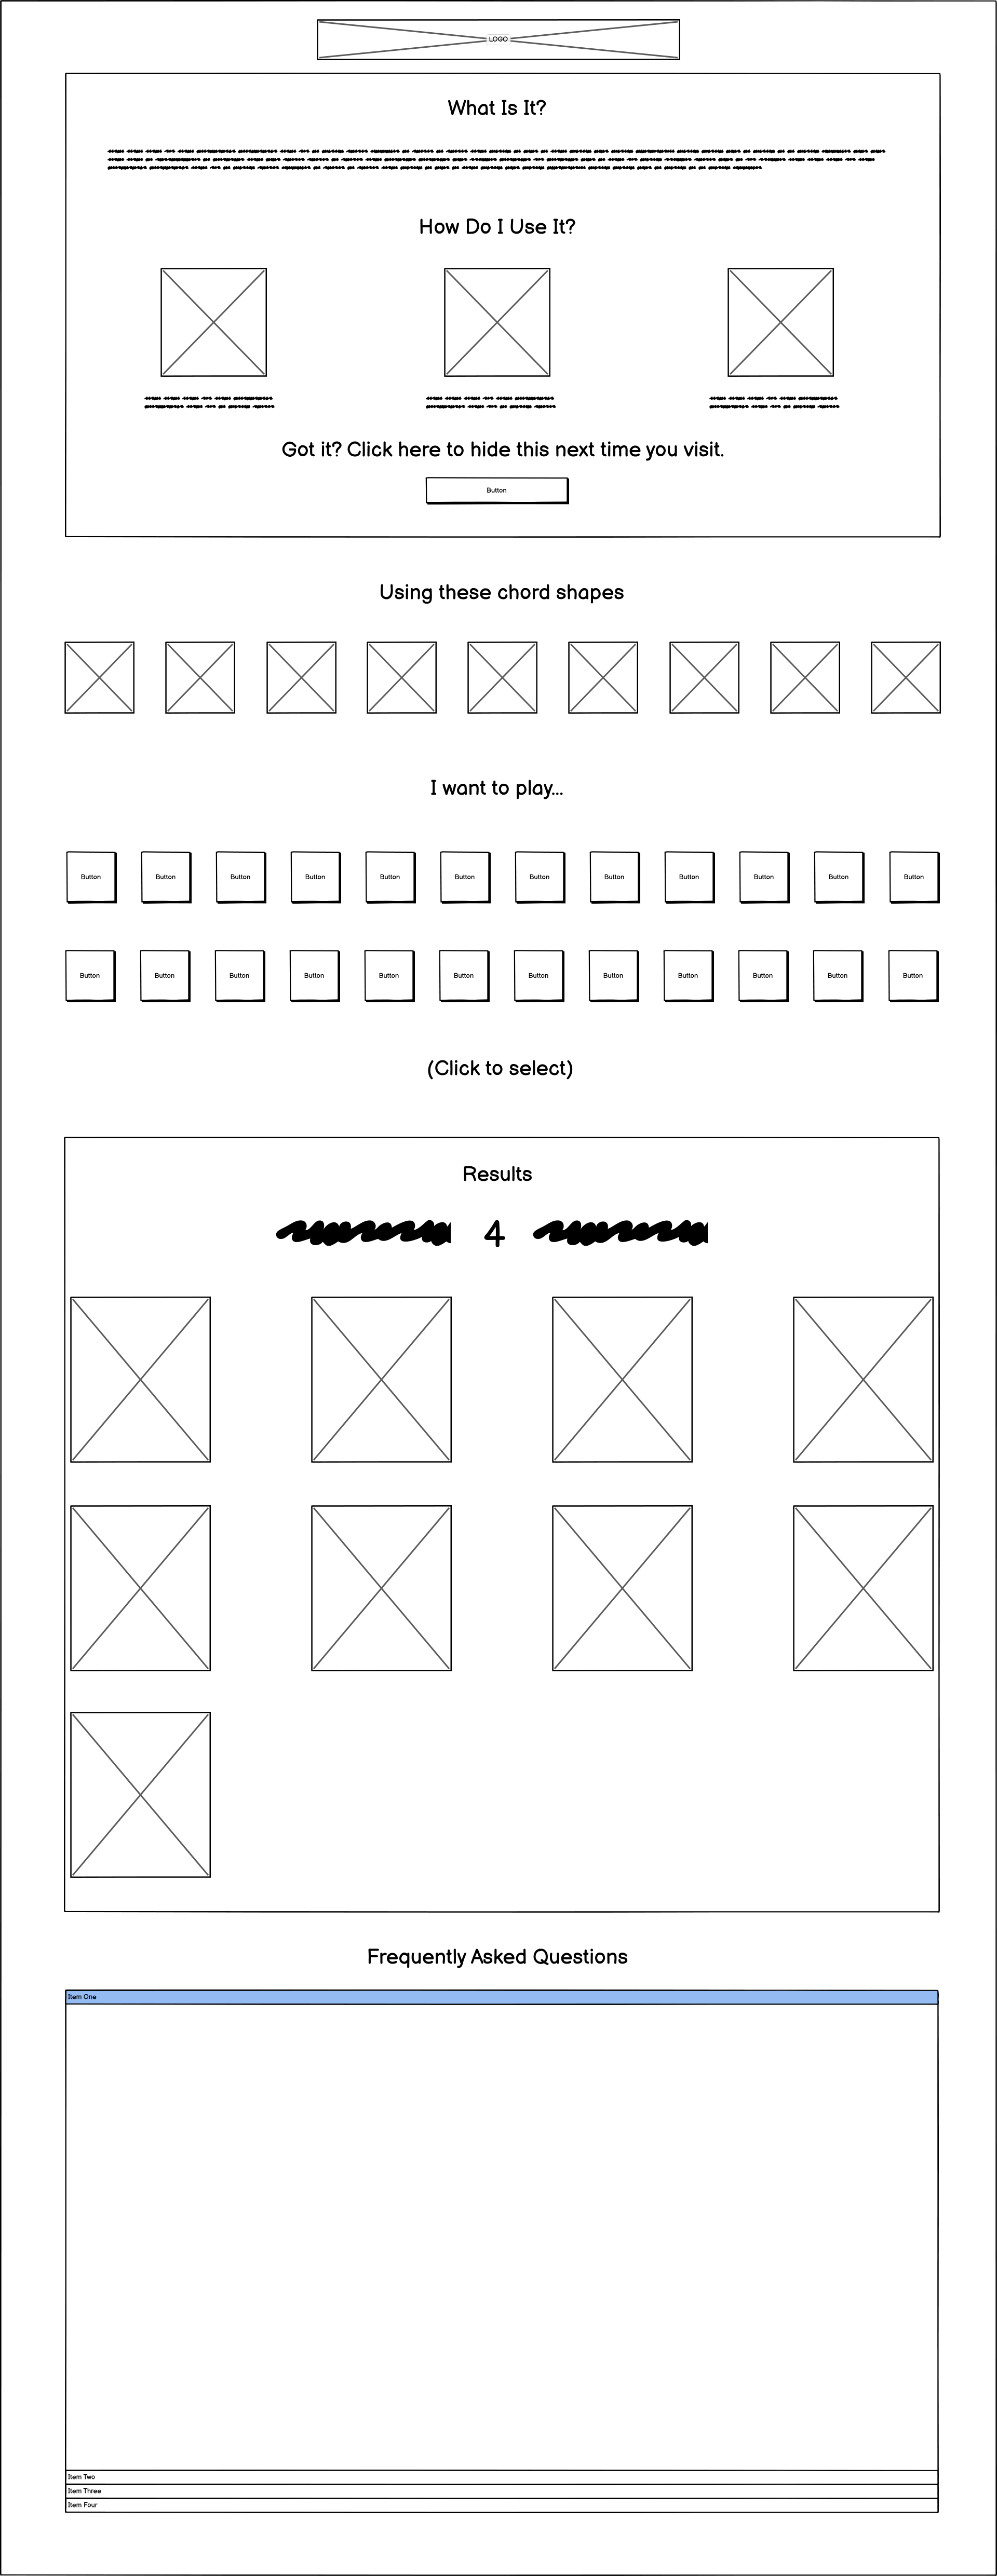 LOGO
What Is It?
How Do I Use It?
Got it? Click here to hide this next time you visit.
Button
Using these chord shapes
I want to play...
Button Button Button Button Button Button Button Button Button Button Button Button
Button Button Button Button Button Button Button Button Button Button Button Button
(Click to select)
Results
4
Frequently Asked Questions
Item One
Item Two
Item Three
Item Four